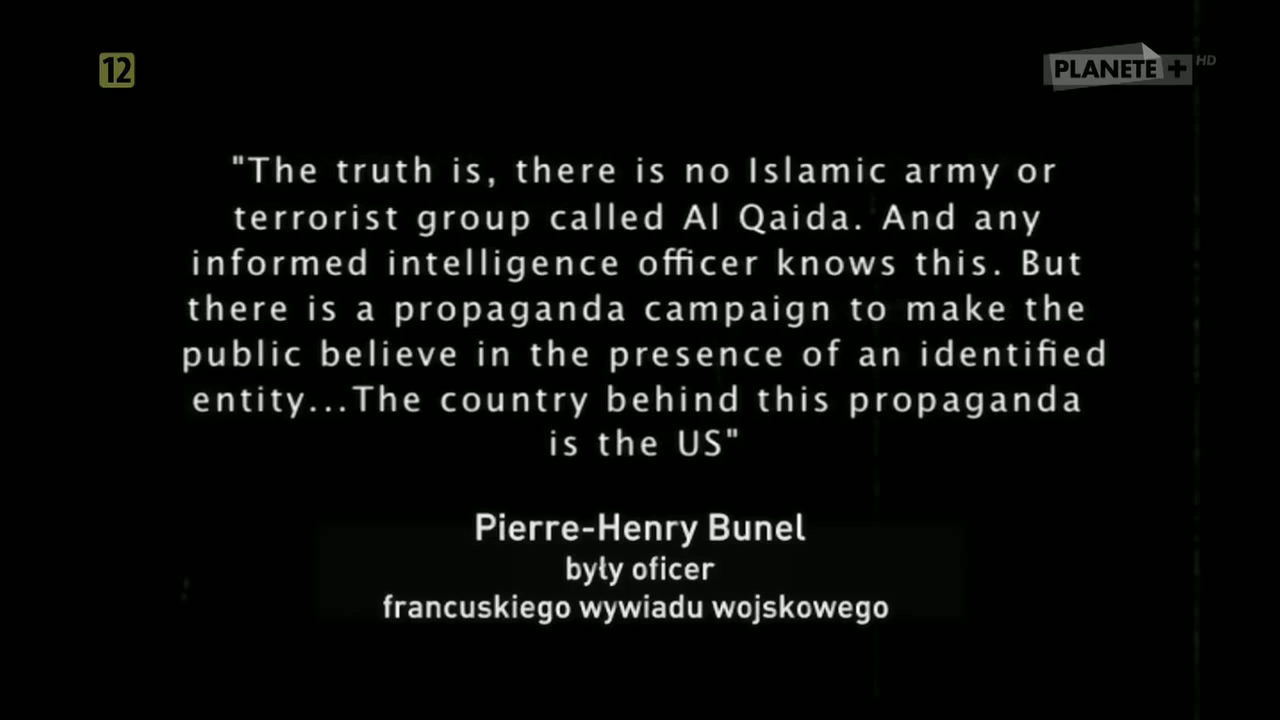 12
PLANETE + HD
"The truth is, there is no Islamic army or
terrorist group called Al Qaida. And any
informed intelligence officer knows this. But
there is a propaganda campaign to make the
public believe in the presence of an identified
entity...The country behind this propaganda
is the US"
Pierre-Henry Bunel
były oficer
francuskiego wywiadu wojskowego